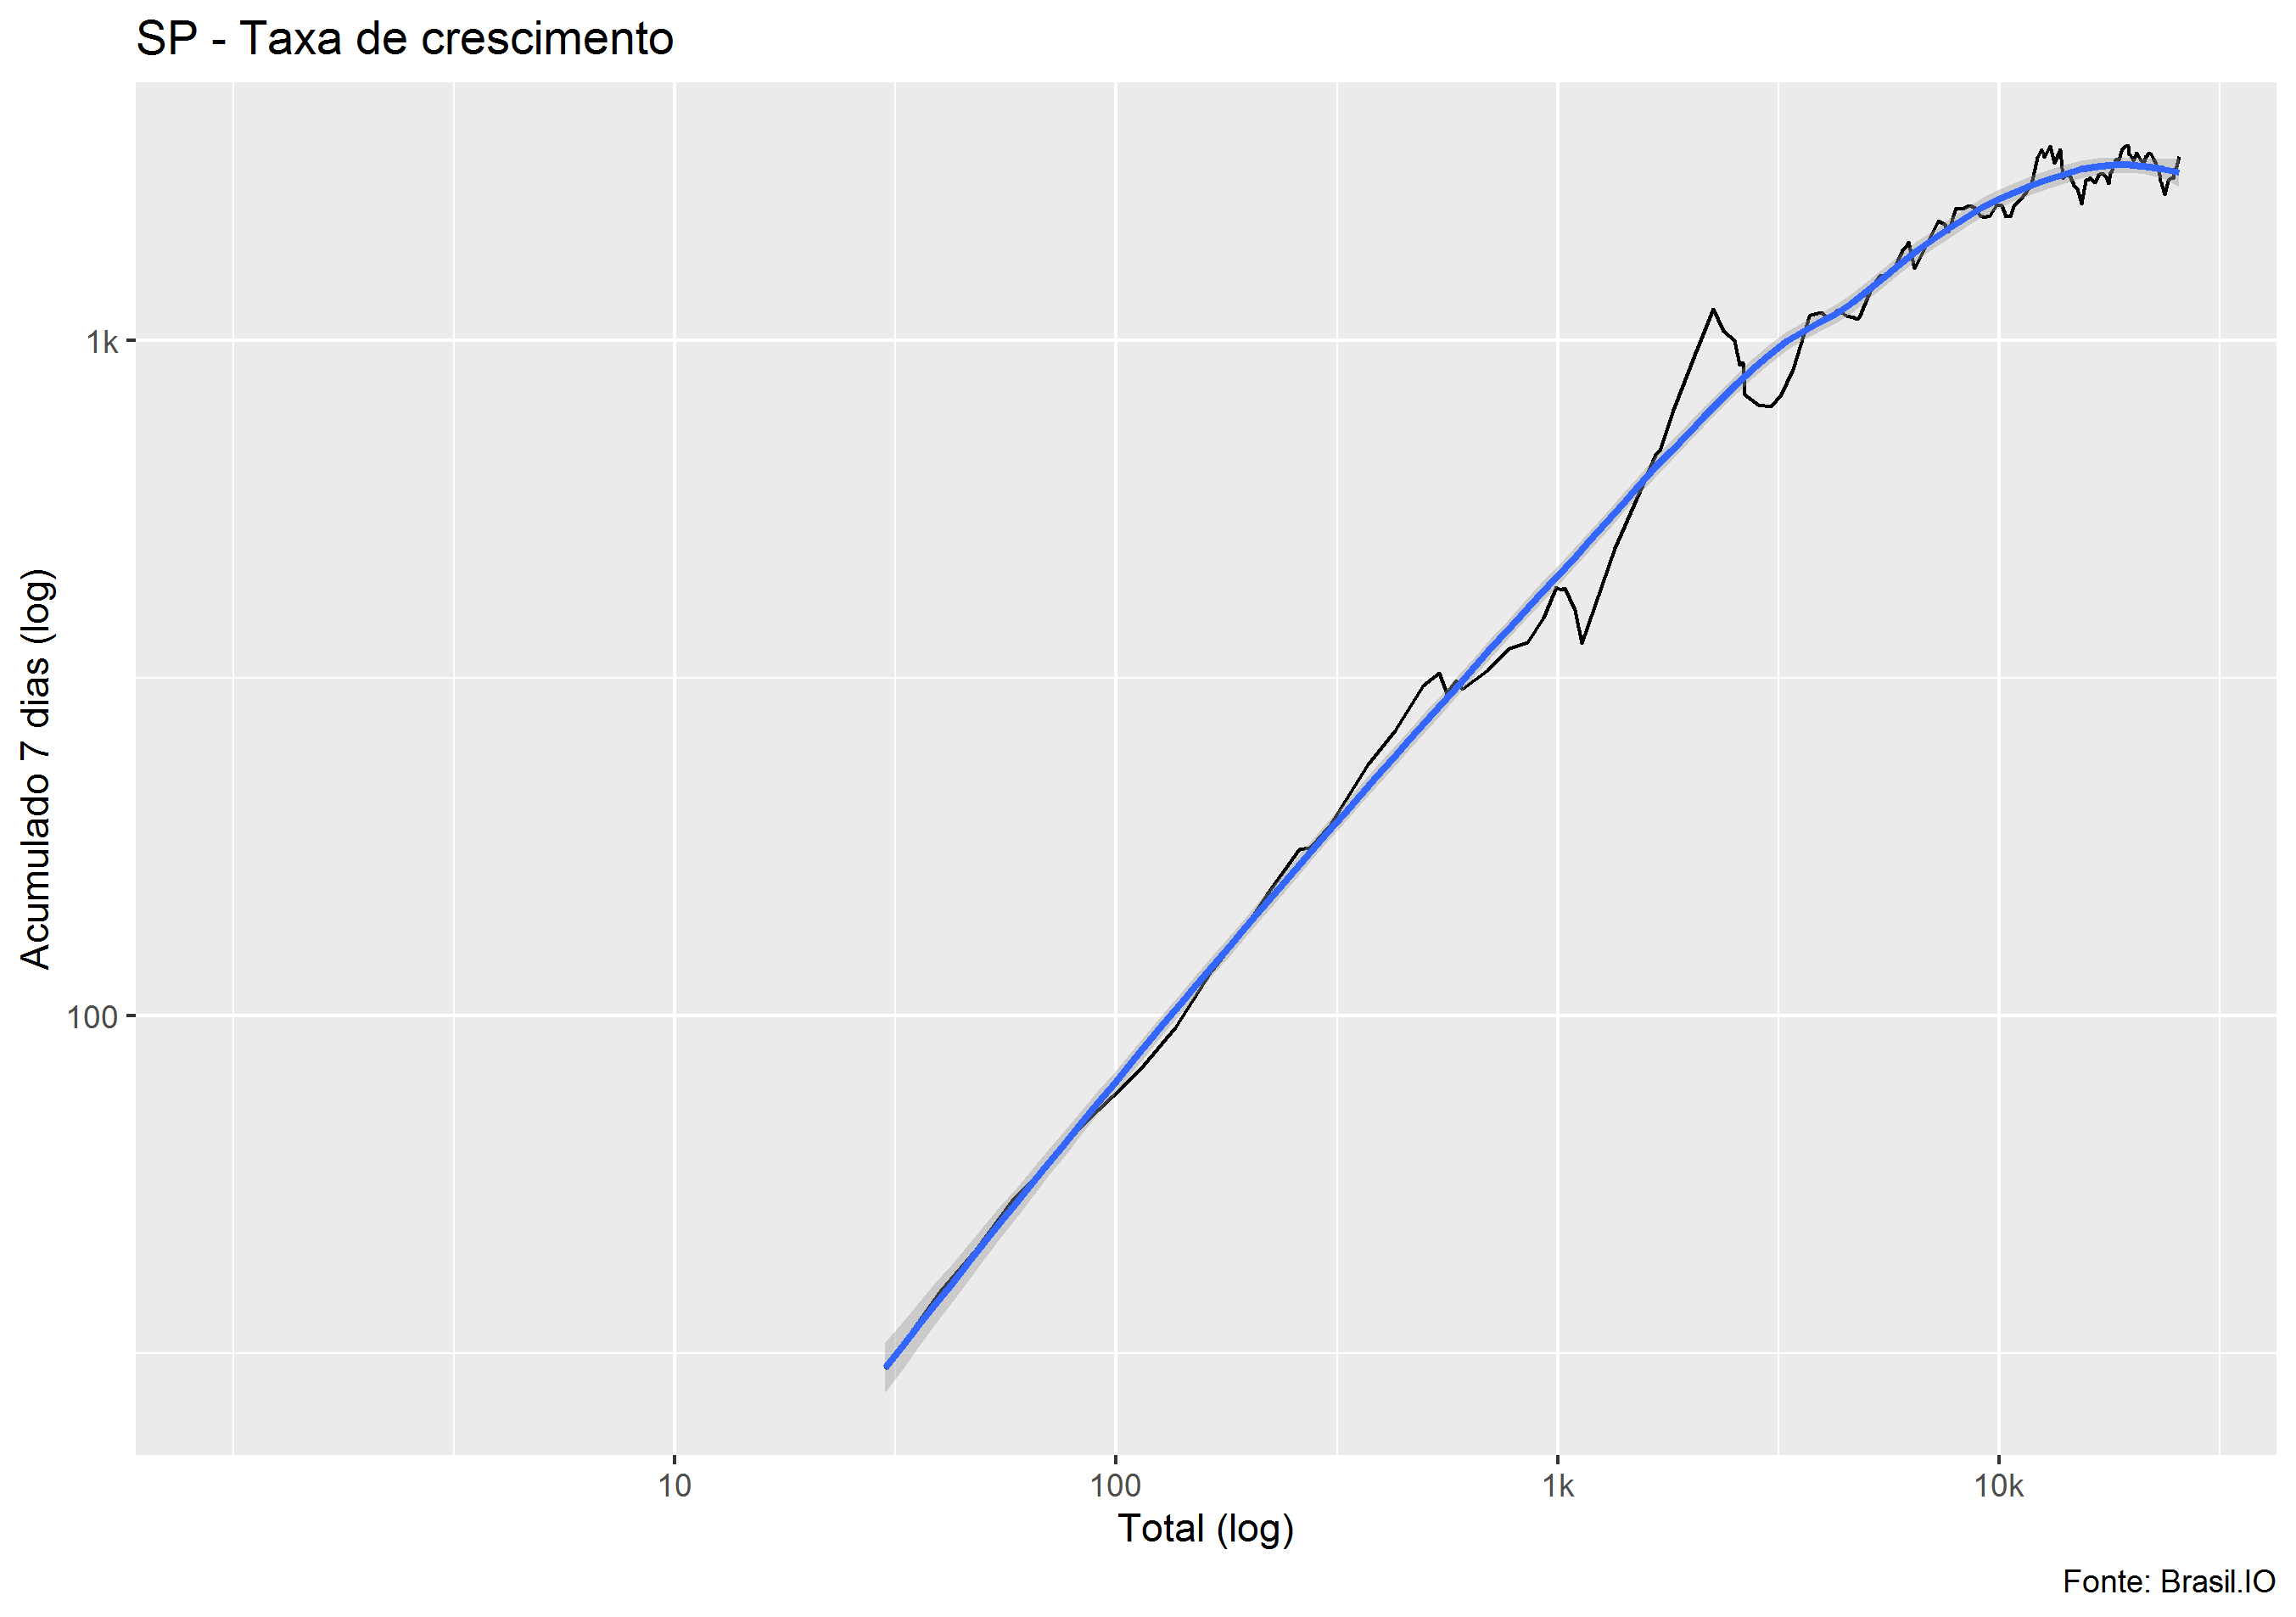 SP - Taxa de crescimento
Acumulado 7 dias (log)
1k
100
10
100
1k
10k
Total (log)
Fonte: Brasil.IO